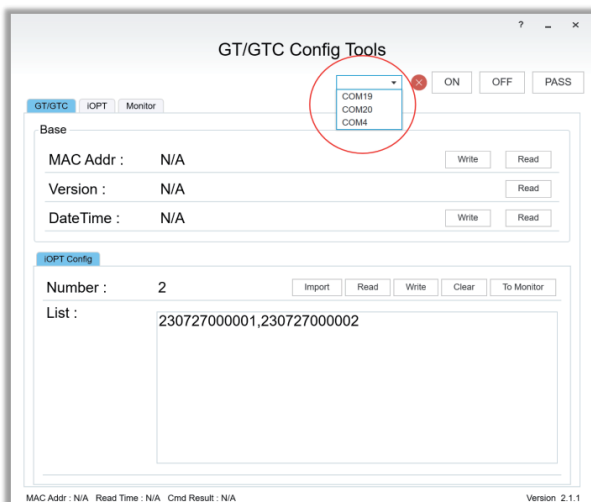 ? – ×
GT/GTC Config Tools
ON OFF PASS
COM19
COM20
COM4
GT/GTC iOPT Monitor
Base
MAC Addr : N/A Write Read
Version : N/A Read
DateTime : N/A Write Read
iOPT Config
Number : 2 Import Read Write Clear To Monitor
List :
230727000001,230727000002
MAC Addr : N/A Read Time : N/A Cmd Result : N/A Version 2.1.1